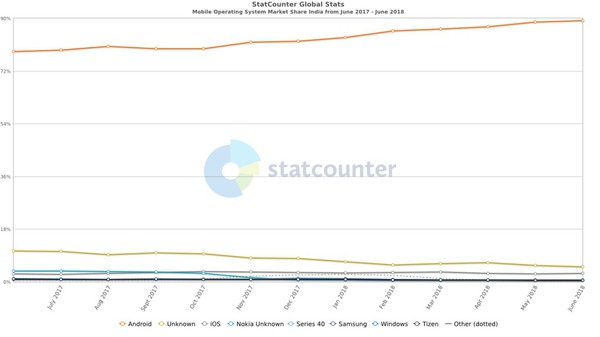 StatCounter Global Stats
Mobile Operating System Market Share India from June 2017 - June 2018
90%
72%
54%
36%
18%
0%
statcounter
July 2017
Aug 2017
Sept 2017
Oct 2017
Nov 2017
Dec 2017
Jan 2018
Feb 2018
Mar 2018
Apr 2018
May 2018
June 2018
Android Unknown iOS Nokia Unknown Series 40 Samsung Windows Tizen Other (dotted)